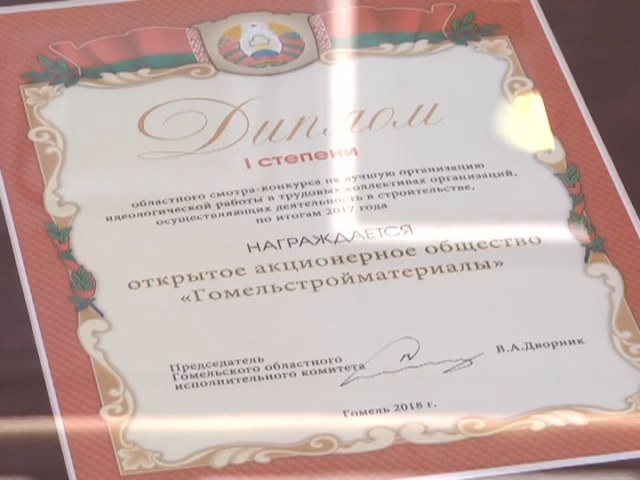 Диплом
I степени
областного смотра-конкурса на лучшую организацию
идеологической работы в трудовых коллективах организаций,
осуществляющих деятельность в строительстве,
по итогам 2017 года
НАГРАЖДАЕТСЯ
открытое акционерное общество
«Гомельстройматериалы»
Председатель
Гомельского областного
исполнительного комитета
В.А.Дворник
Гомель 2018 г.